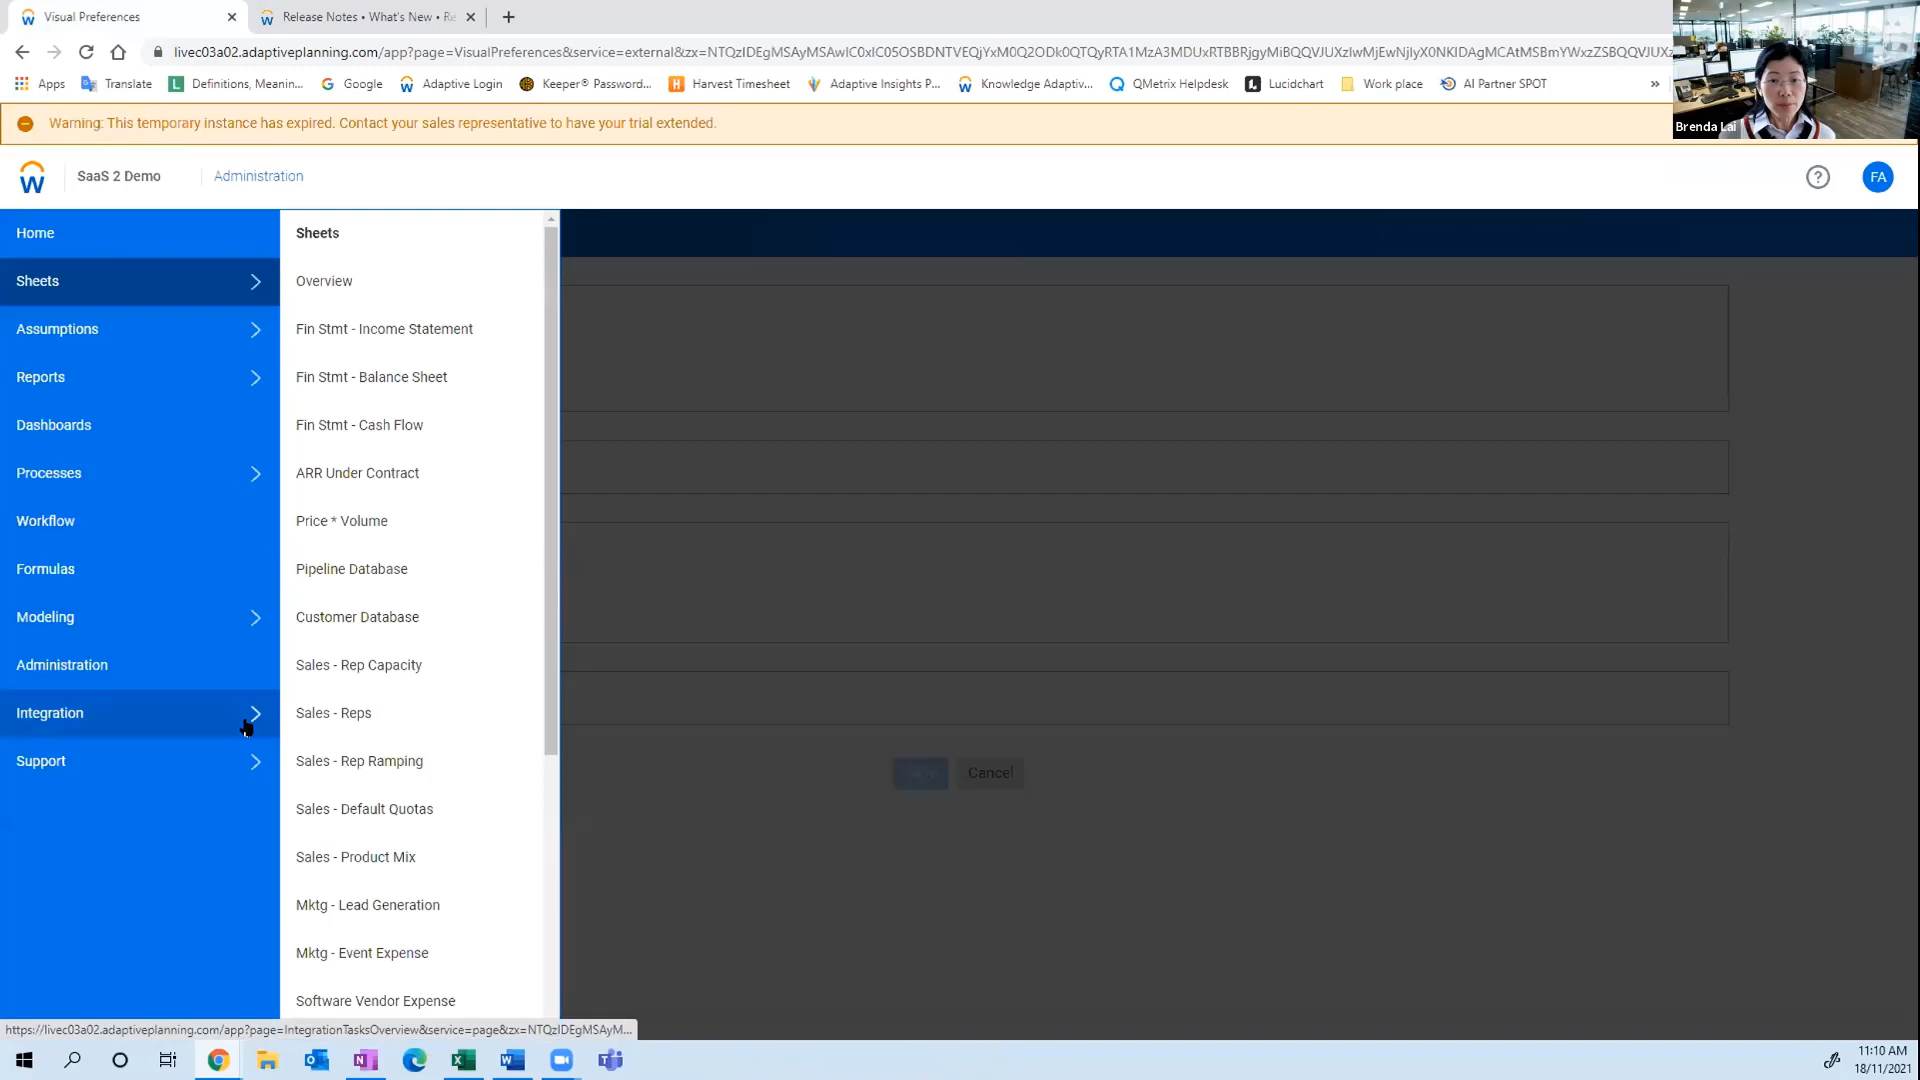 Visual Preferences
Release Notes • What's New • Re
livec03a02.adaptiveplanning.com/app?page=VisualPreferences&service=external&zx=
Apps Translate Definitions, Meanin... Google Adaptive Login Keeper® Password... Harvest Timesheet Adaptive Insights P... Knowledge Adaptiv... QMetrix Helpdesk Lucidchart Work place AI Partner SPOT »
Brenda Lai
Warning: This temporary instance has expired. Contact your sales representative to have your trial extended.
SaaS 2 Demo
Administration
FA
Home
Sheets
Assumptions
Reports
Dashboards
Processes
Workflow
Formulas
Modeling
Administration
Integration
Support
Sheets
Overview
Fin Stmt - Income Statement
Fin Stmt - Balance Sheet
Fin Stmt - Cash Flow
ARR Under Contract
Price * Volume
Pipeline Database
Customer Database
Sales - Rep Capacity
Sales - Reps
Sales - Rep Ramping
Sales - Default Quotas
Sales - Product Mix
Mktg - Lead Generation
Mktg - Event Expense
Software Vendor Expense
Cancel
https://livec03a02.adaptiveplanning.com/app?page=IntegrationTasksOverview&service=page&zx=NTQzIDEgMSAyM...
11:10 AM
18/11/2021